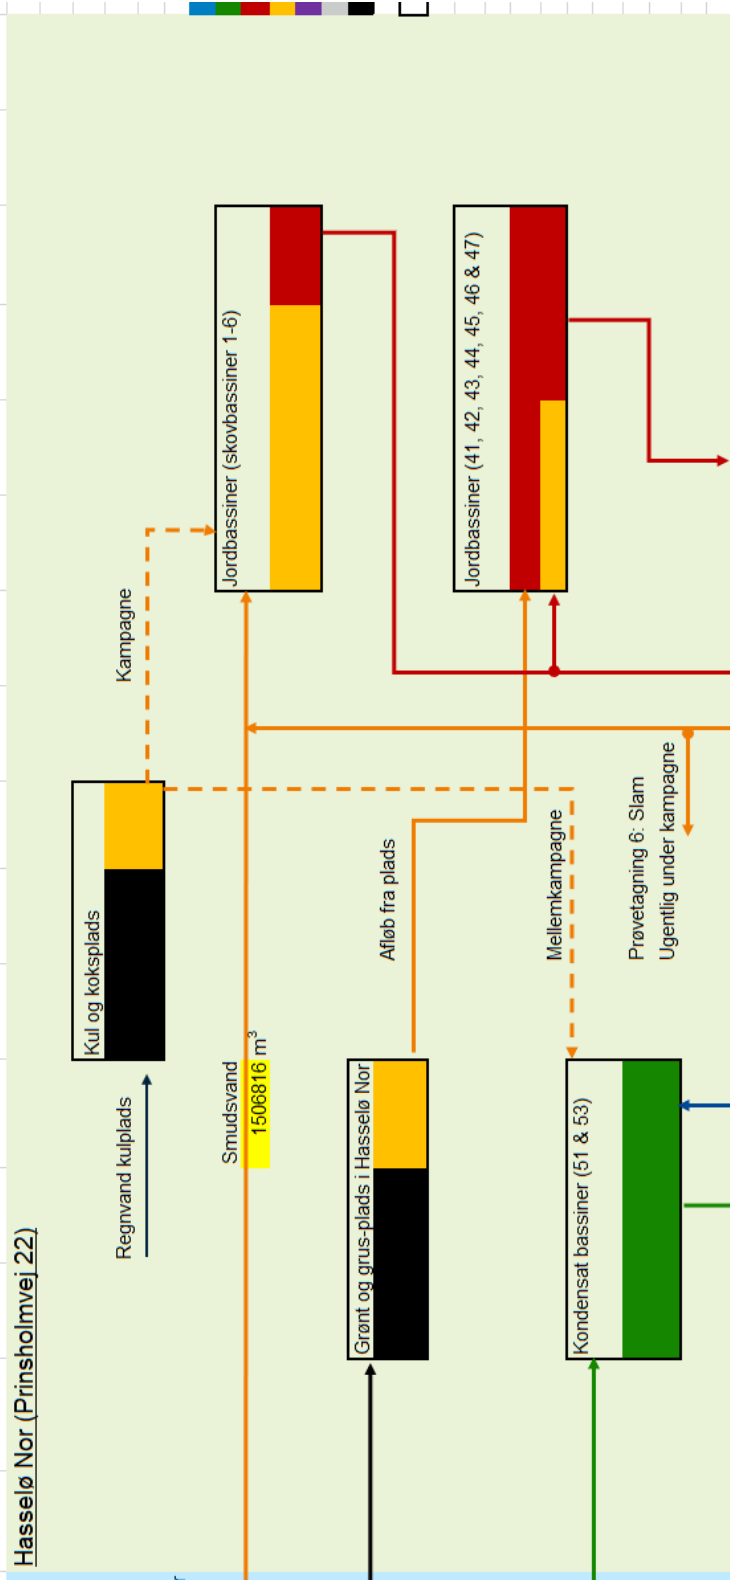 Hasselø Nor (Prinsholmvej 22)
Regnvand kulplads
Kul og koksplads
Kampagne
Smudsvand
1506816 m³
Jordbassiner (skovbassiner 1-6)
Grønt og grus-plads i Hasselø Nor
Afløb fra plads
Jordbassiner (41, 42, 43, 44, 45, 46 & 47)
Kondensat bassiner (51 & 53)
Mellemkampagne
Prøvetagning 6: Slam
Ugentlig under kampagne